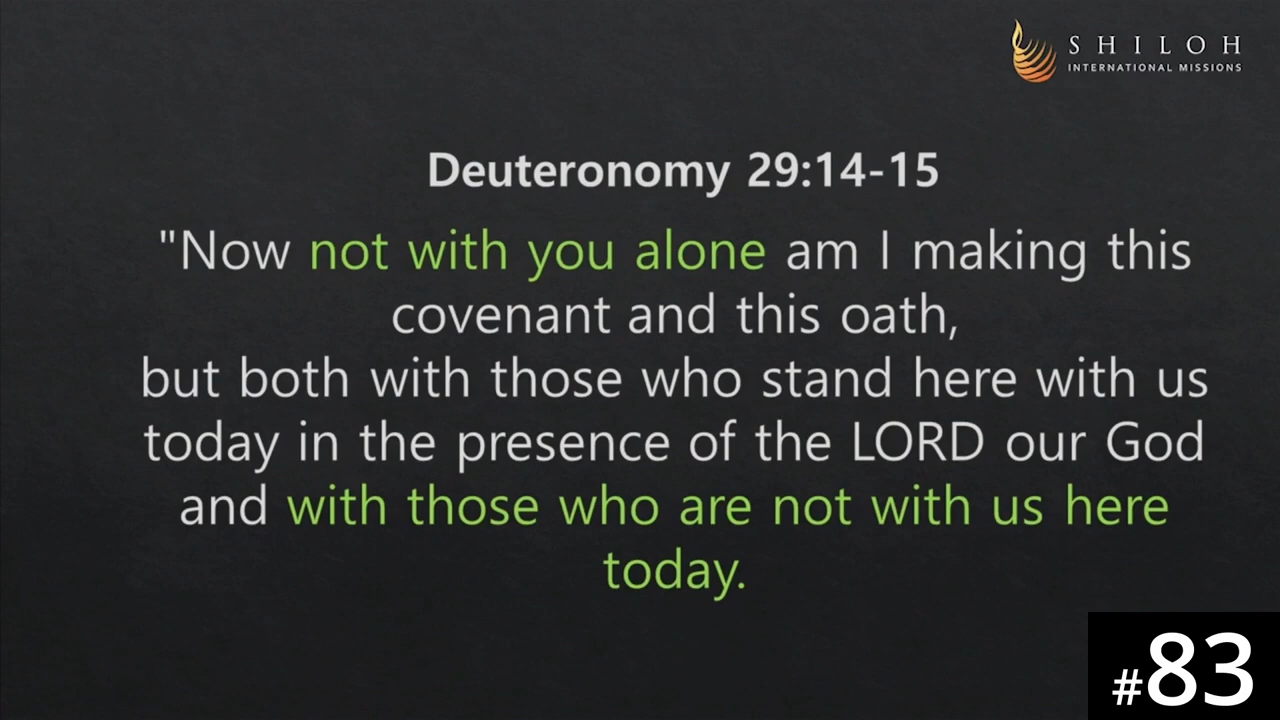 SHILOH
INTERNATIONAL MISSIONS
Deuteronomy 29:14-15
"Now not with you alone am I making this
covenant and this oath,
but both with those who stand here with us
today in the presence of the LORD our God
and with those who are not with us here
today.
#83